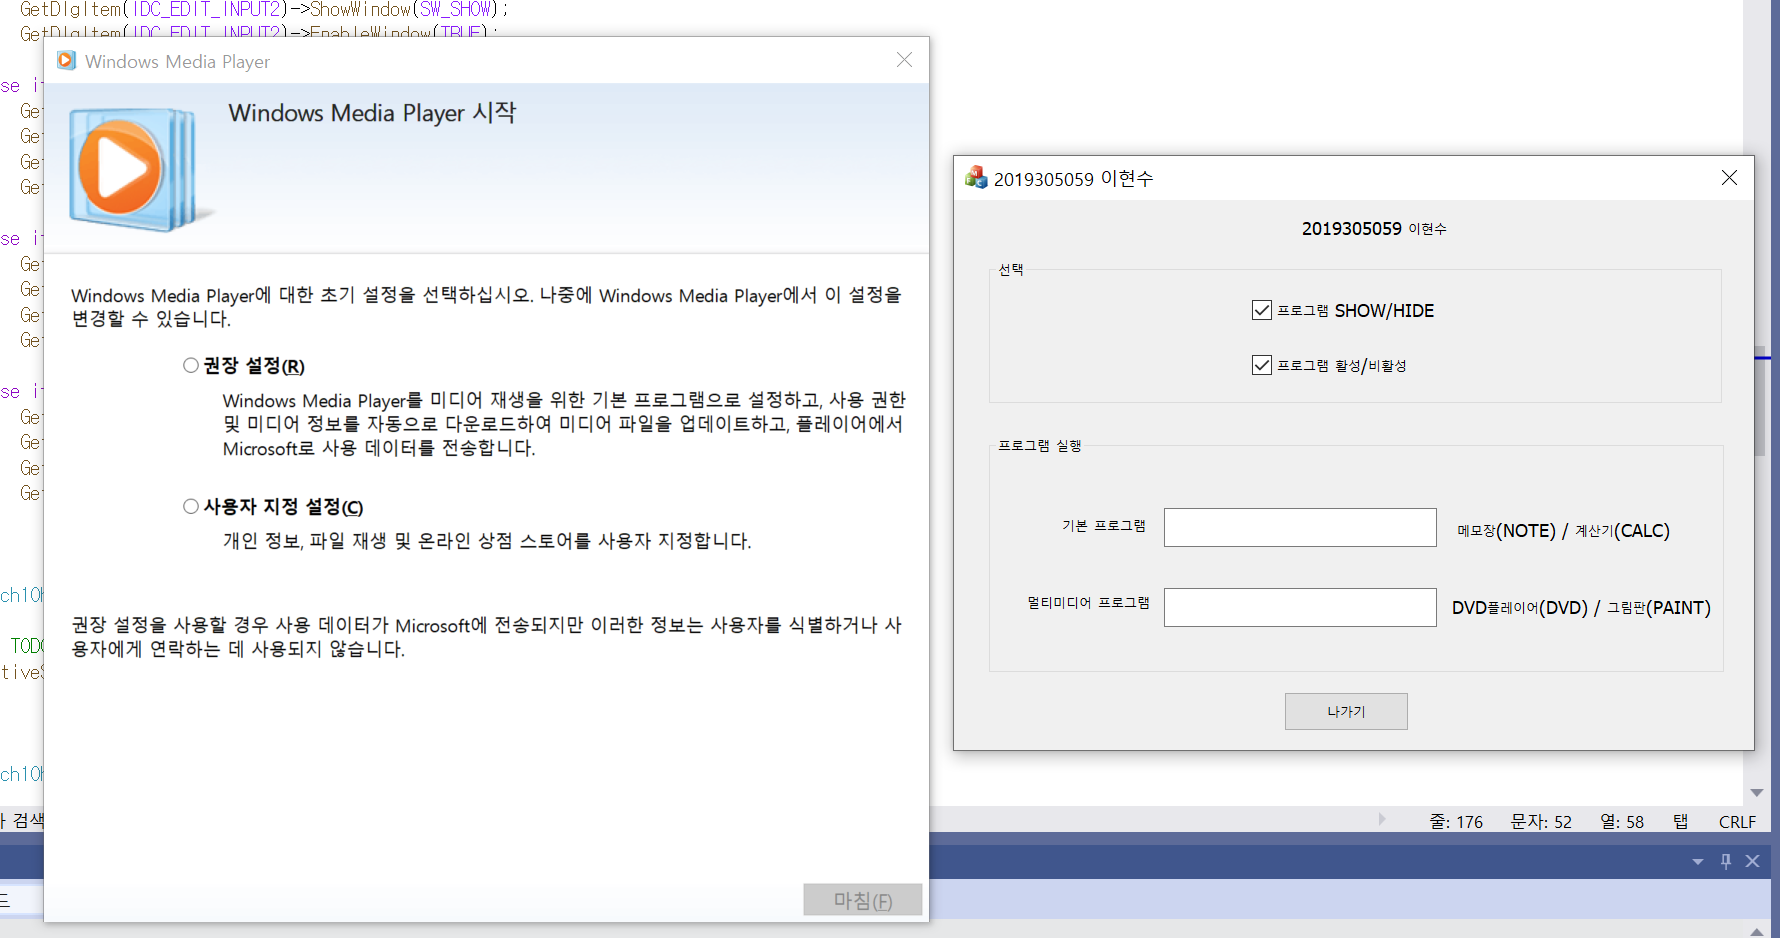 GetDlgItem(IDC_EDIT_INPUT2)->ShowWindow(SW_SHOW);
GetDlgItem(IDC_EDIT_INPUT2)->EnableWindow(TRUE);
Windows Media Player
Windows Media Player 시작
Windows Media Player에 대한 초기 설정을 선택하십시오. 나중에 Windows Media Player에서 이 설정을
변경할 수 있습니다.
권장 설정(R)
Windows Media Player를 미디어 재생을 위한 기본 프로그램으로 설정하고, 사용 권한
및 미디어 정보를 자동으로 다운로드하여 미디어 파일을 업데이트하고, 플레이어에서
Microsoft로 사용 데이터를 전송합니다.
사용자 지정 설정(C)
개인 정보, 파일 재생 및 온라인 상점 스토어를 사용자 지정합니다.
권장 설정을 사용할 경우 사용 데이터가 Microsoft에 전송되지만 이러한 정보는 사용자를 식별하거나 사
용자에게 연락하는 데 사용되지 않습니다.
마침(F)
se i
Ge
Ge
Ge
Ge
se i
Ge
Ge
Ge
Ge
se i
Ge
Ge
Ge
Ge
ch10
TODO
tive
ch10
검색
드
2019305059 이현수
2019305059 이현수
선택
프로그램 SHOW/HIDE
프로그램 활성/비활성
프로그램 실행
기본 프로그램
메모장(NOTE) / 계산기(CALC)
멀티미디어 프로그램
DVD플레이어(DVD) / 그림판(PAINT)
나가기
줄: 176 문자: 52 열: 58 탭 CRLF